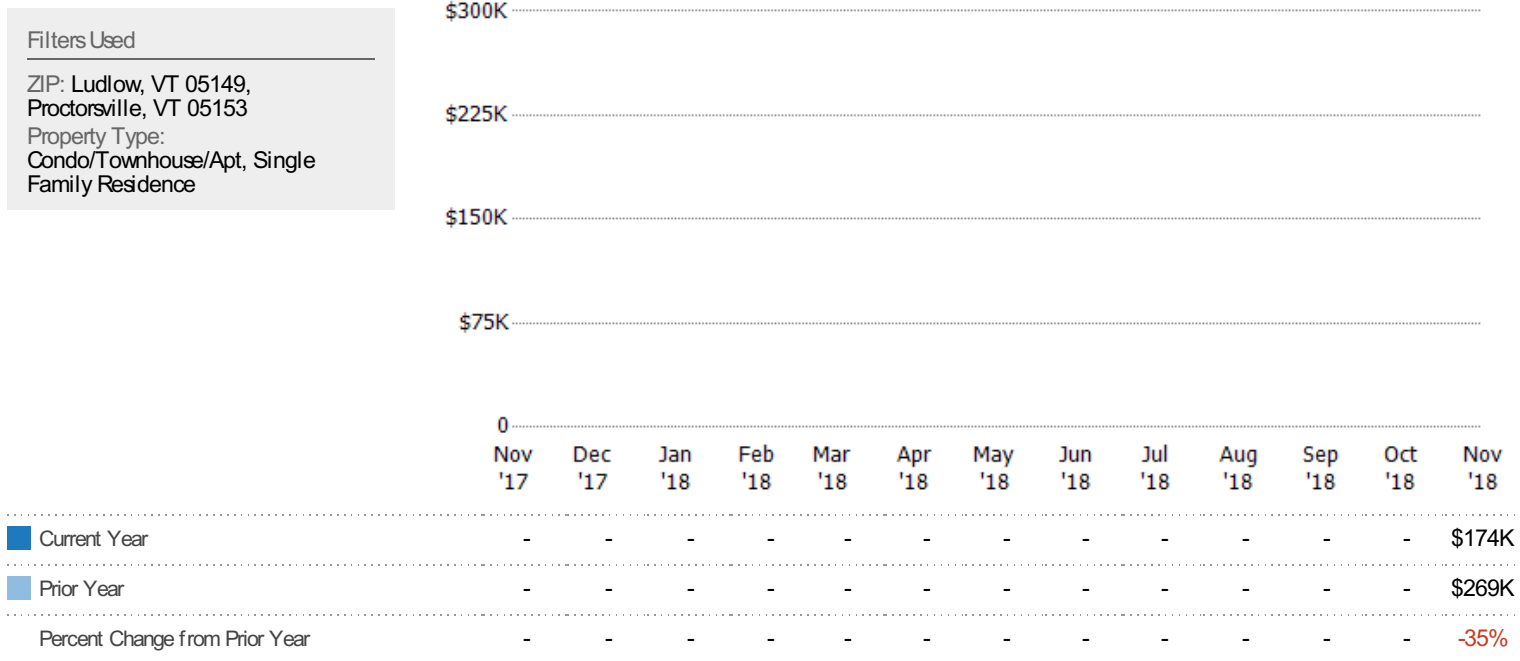 Filters Used
ZIP: Ludlow, VT 05149,
Proctorsville, VT 05153
Property Type:
Condo/Townhouse/Apt, Single
Family Residence
$300K
$225K
$150K
$75K
0
Nov Dec Jan Feb Mar Apr May Jun Jul Aug Sep Oct Nov
'17 '17 '18 '18 '18 '18 '18 '18 '18 '18 '18 '18 '18
Current Year - - - - - - - - - - - - $174K
Prior Year - - - - - - - - - - - - $269K
Percent Change from Prior Year - - - - - - - - - - - - -35%